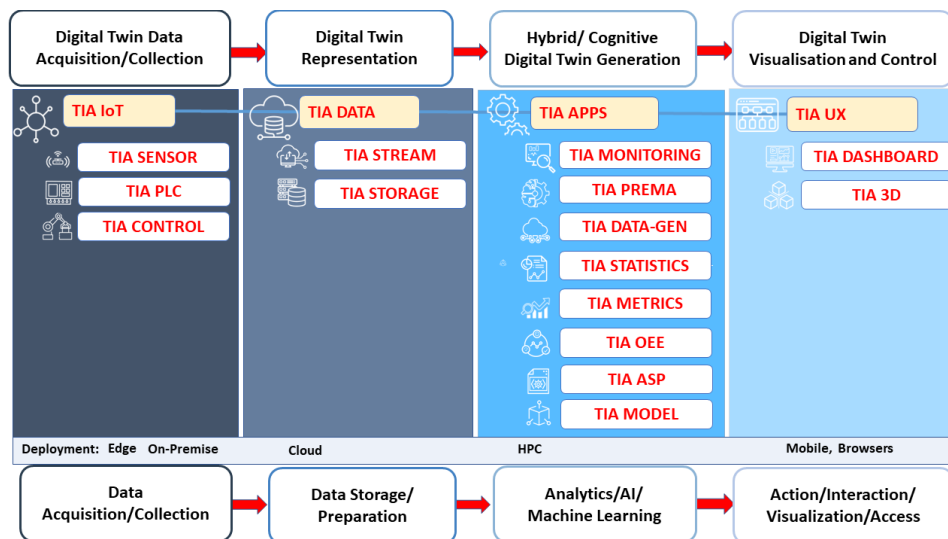 Digital Twin Data
Acquisition/Collection
Digital Twin
Representation
Hybrid/ Cognitive
Digital Twin Generation
Digital Twin
Visualisation and Control
TIA IoT
TIA SENSOR
TIA PLC
TIA CONTROL
TIA DATA
TIA STREAM
TIA STORAGE
TIA APPS
TIA MONITORING
TIA PREMA
TIA DATA-GEN
TIA STATISTICS
TIA METRICS
TIA OEE
TIA ASP
TIA MODEL
TIA UX
TIA DASHBOARD
TIA 3D
Deployment: Edge On-Premise Cloud HPC Mobile, Browsers
Data
Acquisition/Collection
Data Storage/
Preparation
Analytics/AI/
Machine Learning
Action/Interaction/
Visualization/Access